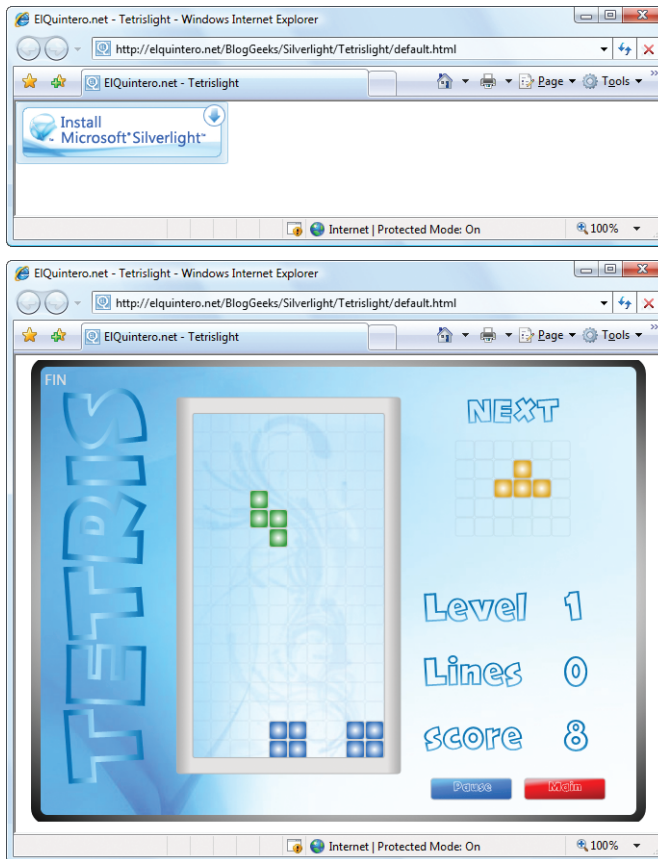 ElQuintero.net - Tetrislight - Windows Internet Explorer
http://elquintero.net/BlogGeeks/Silverlight/Tetrislight/default.html
ElQuintero.net - Tetrislight
Page
Tools
Install
Microsoft®Silverlight™
Internet | Protected Mode: On
100%
ElQuintero.net - Tetrislight - Windows Internet Explorer
http://elquintero.net/BlogGeeks/Silverlight/Tetrislight/default.html
ElQuintero.net - Tetrislight
Page
Tools
FIN
TETRIS
NEXT
Level 1
Lines 0
score 8
Pause
Main
Internet | Protected Mode: On
100%